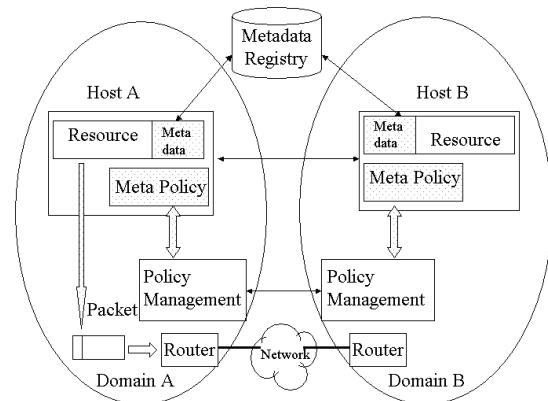 Metadata
Registry
Host A
Host B
Resource
Meta
data
Meta
data
Resource
Meta Policy
Meta Policy
Policy
Management
Policy
Management
Packet
Router
Network
Router
Domain A
Domain B